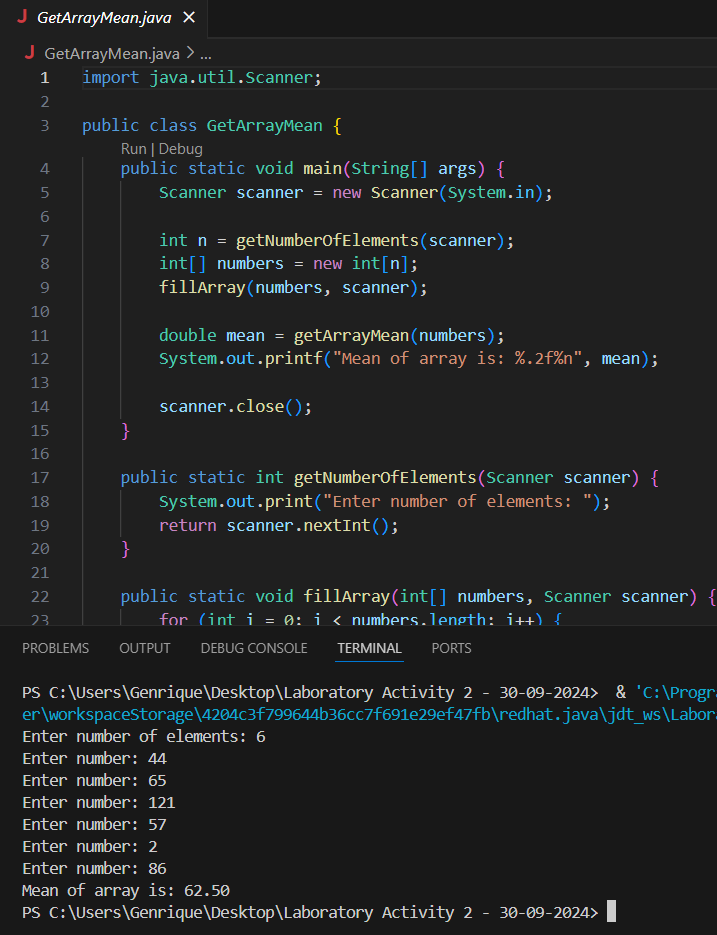 J GetArrayMean.java ×
J GetArrayMean.java > ...
1 import java.util.Scanner;
2
3 public class GetArrayMean {
Run | Debug
4 public static void main(String[] args) {
5 Scanner scanner = new Scanner(System.in);
6
7 int n = getNumberOfElements(scanner);
8 int[] numbers = new int[n];
9 fillArray(numbers, scanner);
10
11 double mean = getArrayMean(numbers);
12 System.out.printf("Mean of array is: %.2f%n", mean);
13
14 scanner.close();
15 }
16
17 public static int getNumberOfElements(Scanner scanner) {
18 System.out.print("Enter number of elements: ");
19 return scanner.nextInt();
20 }
21
22 public static void fillArray(int[] numbers, Scanner scanner) {
23 for (int i = 0; i < numbers.length; i++) {
PROBLEMS OUTPUT DEBUG CONSOLE TERMINAL PORTS
PS C:\Users\Genrique\Desktop\Laboratory Activity 2 - 30-09-2024> & 'C:\Progra
er\workspaceStorage\4204c3f799644b36cc7f691e29ef47fb\redhat.java\jdt_ws\Labora
Enter number of elements: 6
Enter number: 44
Enter number: 65
Enter number: 121
Enter number: 57
Enter number: 2
Enter number: 86
Mean of array is: 62.50
PS C:\Users\Genrique\Desktop\Laboratory Activity 2 - 30-09-2024>